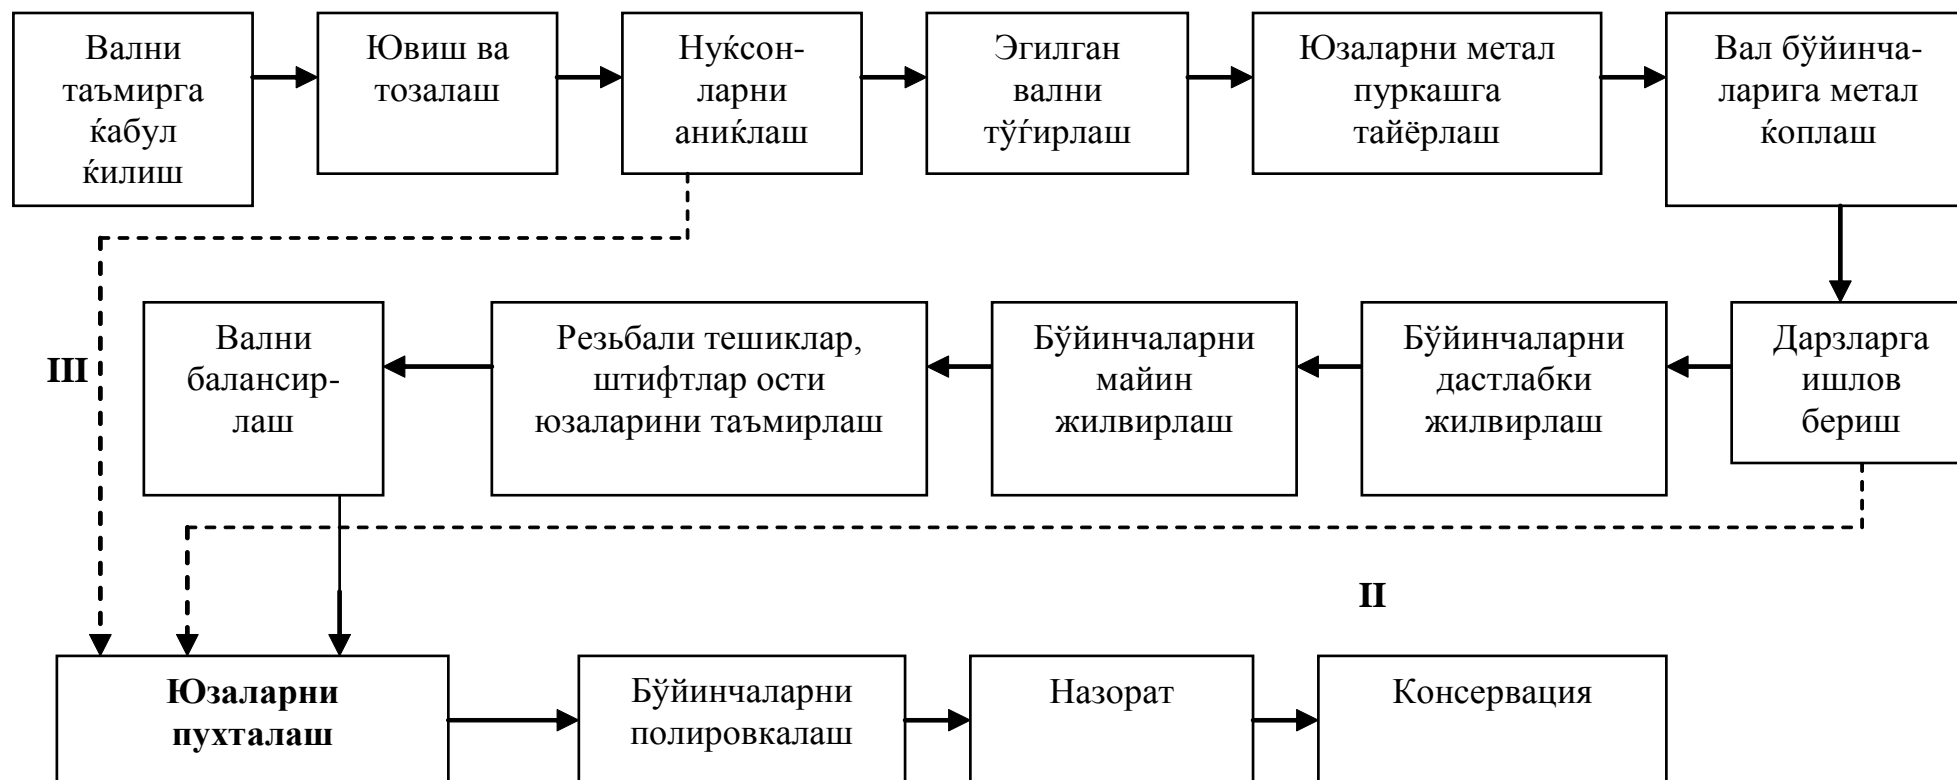 Вални
таъмирга
ќабул
ќилиш
Ювиш ва
тозалаш
Нуќсон-
ларни
аниќлаш
Эгилган
вални
тўѓирлаш
Юзаларни метал
пуркашга
тайёрлаш
Вал бўйинча-
ларига метал
ќоплаш
III
Вални
балансир-
лаш
Резьбали тешиклар,
штифтлар ости
юзаларини таъмирлаш
Бўйинчаларни
майин
жилвирлаш
Бўйинчаларни
дастлабки
жилвирлаш
Дарзларга
ишлов
бериш
II
Юзаларни
пухталаш
Бўйинчаларни
полировкалаш
Назорат
Консервация